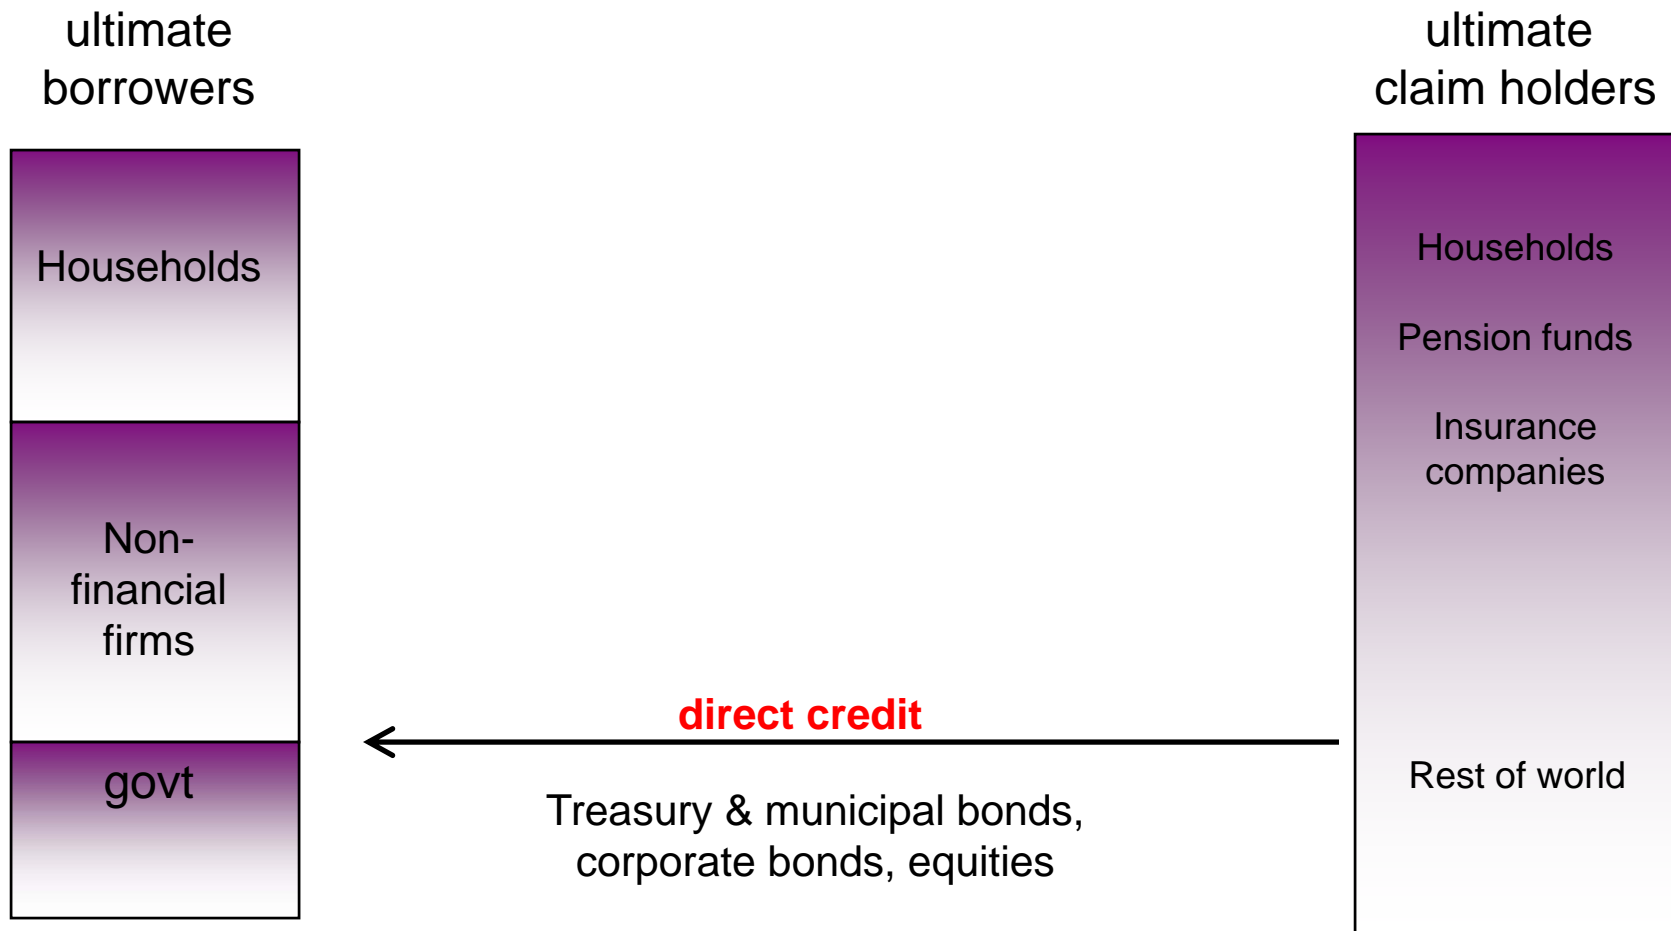 ultimate
borrowers
Households
Non-
financial
firms
govt
direct credit
Treasury & municipal bonds,
corporate bonds, equities
ultimate
claim holders
Households
Pension funds
Insurance
companies
Rest of world